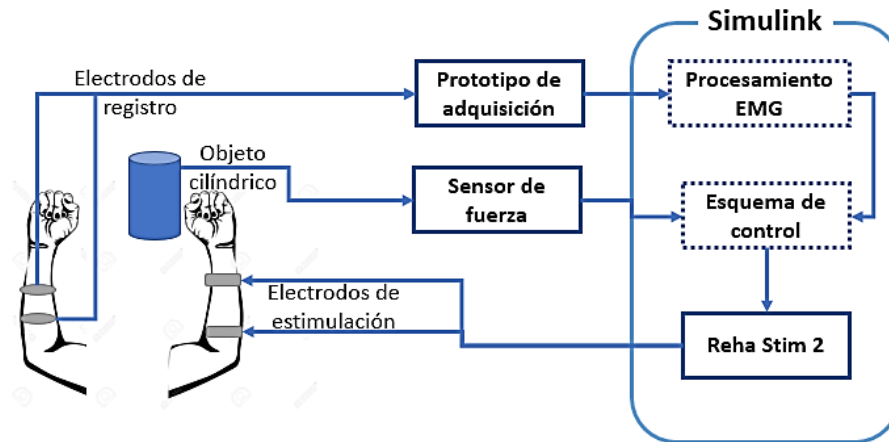 Simulink
Electrodos de
registro
Prototipo de
adquisición
Procesamiento
EMG
Objeto
cilíndrico
Sensor de
fuerza
Esquema de
control
Electrodos de
estimulación
Reha Stim 2